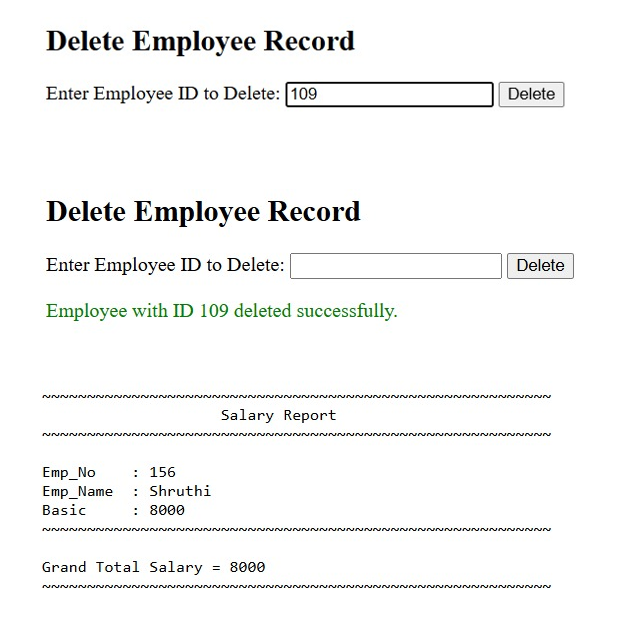 Delete Employee Record
Enter Employee ID to Delete: 109 Delete
Delete Employee Record
Enter Employee ID to Delete: Delete
Employee with ID 109 deleted successfully.
~~~~~~~~~~~~~~~~~~~~~~~~~~~~~~~~~~~~~~~~~~~~~~~~~~~~~~~~~
Salary Report
~~~~~~~~~~~~~~~~~~~~~~~~~~~~~~~~~~~~~~~~~~~~~~~~~~~~~~~~~
Emp_No : 156
Emp_Name : Shruthi
Basic : 8000
~~~~~~~~~~~~~~~~~~~~~~~~~~~~~~~~~~~~~~~~~~~~~~~~~~~~~~~~~
Grand Total Salary = 8000
~~~~~~~~~~~~~~~~~~~~~~~~~~~~~~~~~~~~~~~~~~~~~~~~~~~~~~~~~